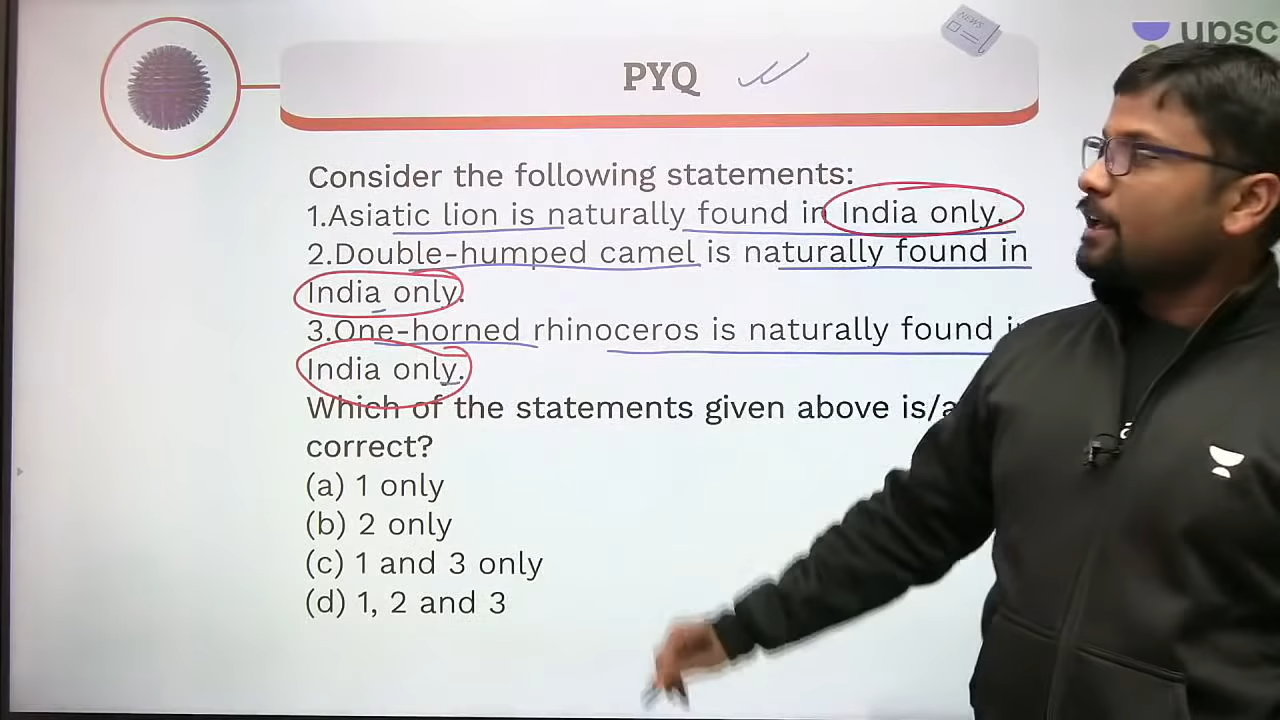 NEWS
upsc
PYQ
Consider the following statements:
1.Asiatic lion is naturally found in India only.
2.Double-humped camel is naturally found in
India only.
3.One-horned rhinoceros is naturally found i
India only.
Which of the statements given above is/a
correct?
(a) 1 only
(b) 2 only
(c) 1 and 3 only
(d) 1, 2 and 3